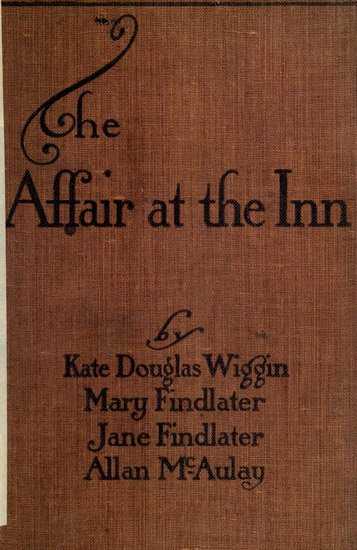 The
Affair at the Inn
by
Kate Douglas Wiggin
Mary Findlater
Jane Findlater
Allan McAulay